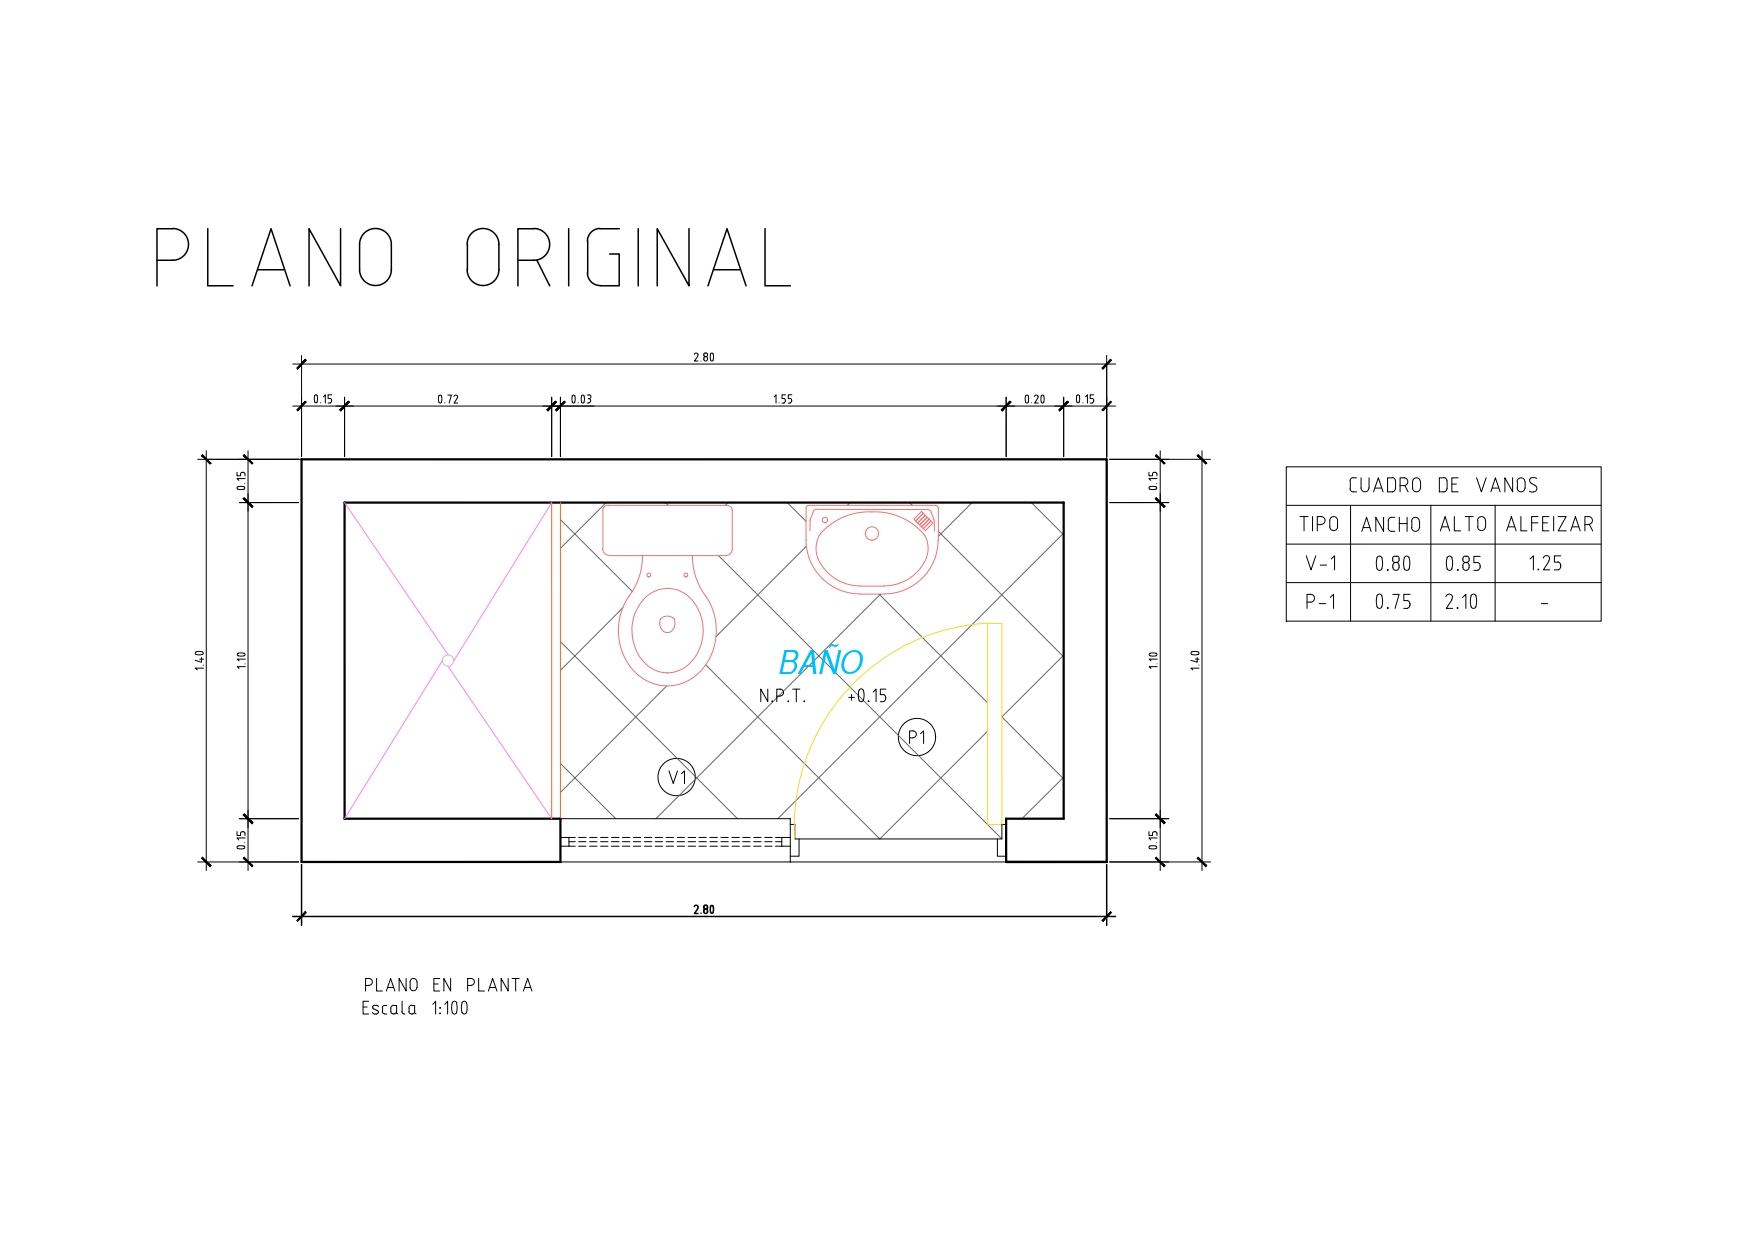 PLANO ORIGINAL
2.80
0.15 0.72 0.03 1.55 0.20 0.15
0.15 0.15
CUADRO DE VANOS
TIPO ANCHO ALTO ALFEIZAR
V-1 0.80 0.85 1.25
P-1 0.75 2.10 -
1.40 1.10 1.10 1.40
BAÑO
N.P.T. +0.15
P1
V1
0.15 0.15
2.80
PLANO EN PLANTA
Escala 1:100